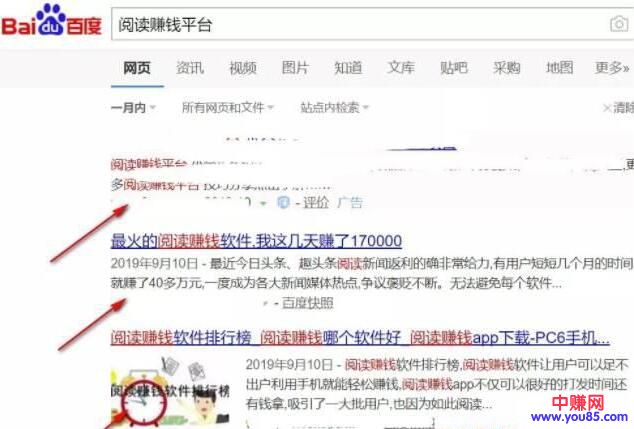 Bai du 百度
阅读赚钱平台
网页 资讯 视频 图片 知道 文库 贴吧 采购 地图 更多»
一月内 所有网页和文件 站点内检索 ×清除
阅读赚钱平台
多阅读赚钱平台
- 评价 广告
最火的阅读赚钱软件,我这几天赚了170000
2019年9月10日 - 最近今日头条、趣头条阅读新闻返利的确非常给力,有用户短短几个月的时间
就赚了40多万元,一度成为各大新闻媒体热点,争议褒贬不断。无法避免每个软件...
- 百度快照
阅读赚钱软件排行榜_阅读赚钱哪个软件好_阅读赚钱app下载-PC6手机...
2019年9月10日 - 阅读赚钱软件排行榜,阅读赚钱软件让用户可以足不
出户利用手机就能轻松赚钱,阅读赚钱app不仅可以很好的打发时间还
有钱拿,吸引了一大批用户,也因为如此阅读...
阅读赚钱软件排行榜
中赚网
www.you85.com